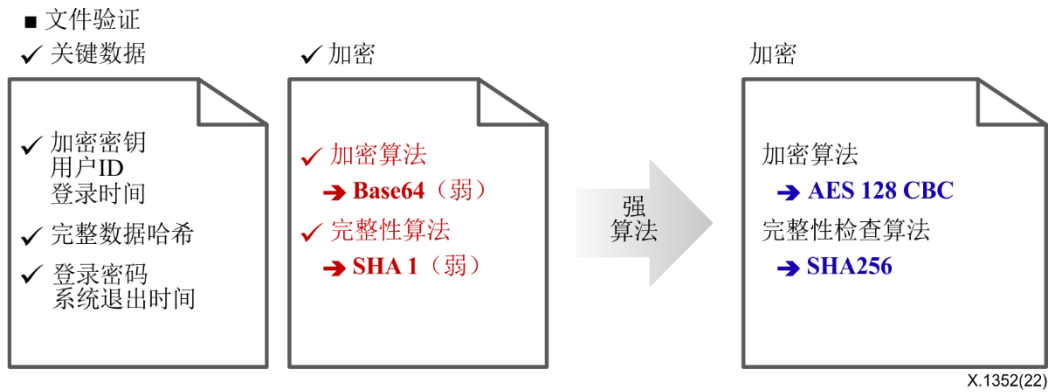 ■ 文件验证
✓ 关键数据
✓ 加密密钥
用户ID
登录时间
✓ 完整数据哈希
✓ 登录密码
系统退出时间
✓ 加密
✓ 加密算法
➔ Base64（弱）
✓ 完整性算法
➔ SHA 1（弱）
强
算法
加密
加密算法
➔ AES 128 CBC
完整性检查算法
➔ SHA256
X.1352(22)